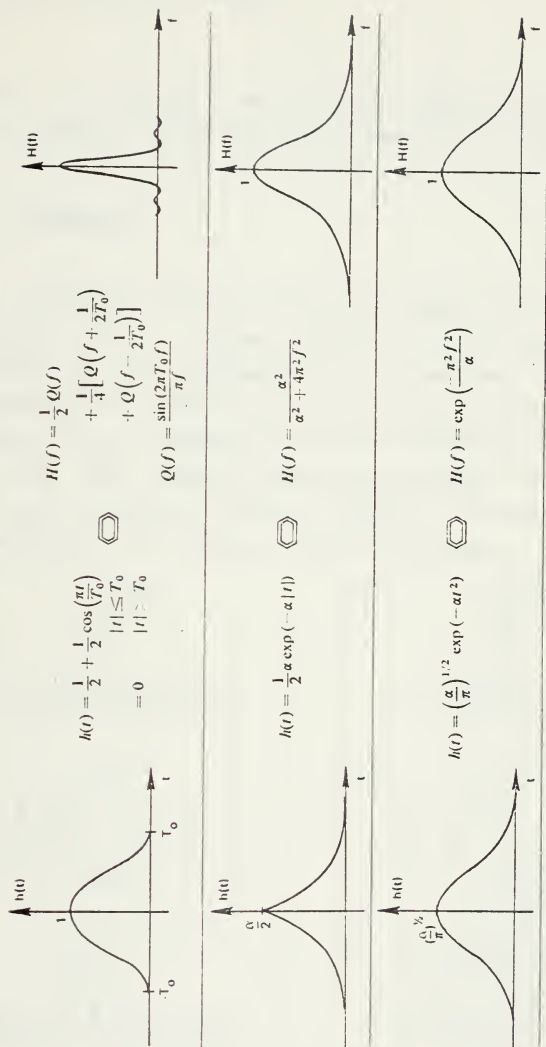 h(t)
1
-T₀
T₀
t
h(t) = 1/2 + 1/2 cos (πt/T₀)
|t| ≤ T₀
= 0 |t| > T₀
H(f) = 1/2 Q(f)
+ 1/4 [Q (f + 1/2T₀)
+ Q (f - 1/2T₀)]
Q(f) = sin (2πT₀f)/πf
H(f)
f
h(t)
α/2
t
h(t) = 1/2 α exp (-α|t|)
H(f) = α²/α² + 4π²f²
H(f)
1
f
h(t)
(α/π)^½
t
h(t) = (α/π)^1/2 exp (-αt²)
H(f) = exp (-π²f²/α)
H(f)
1
f